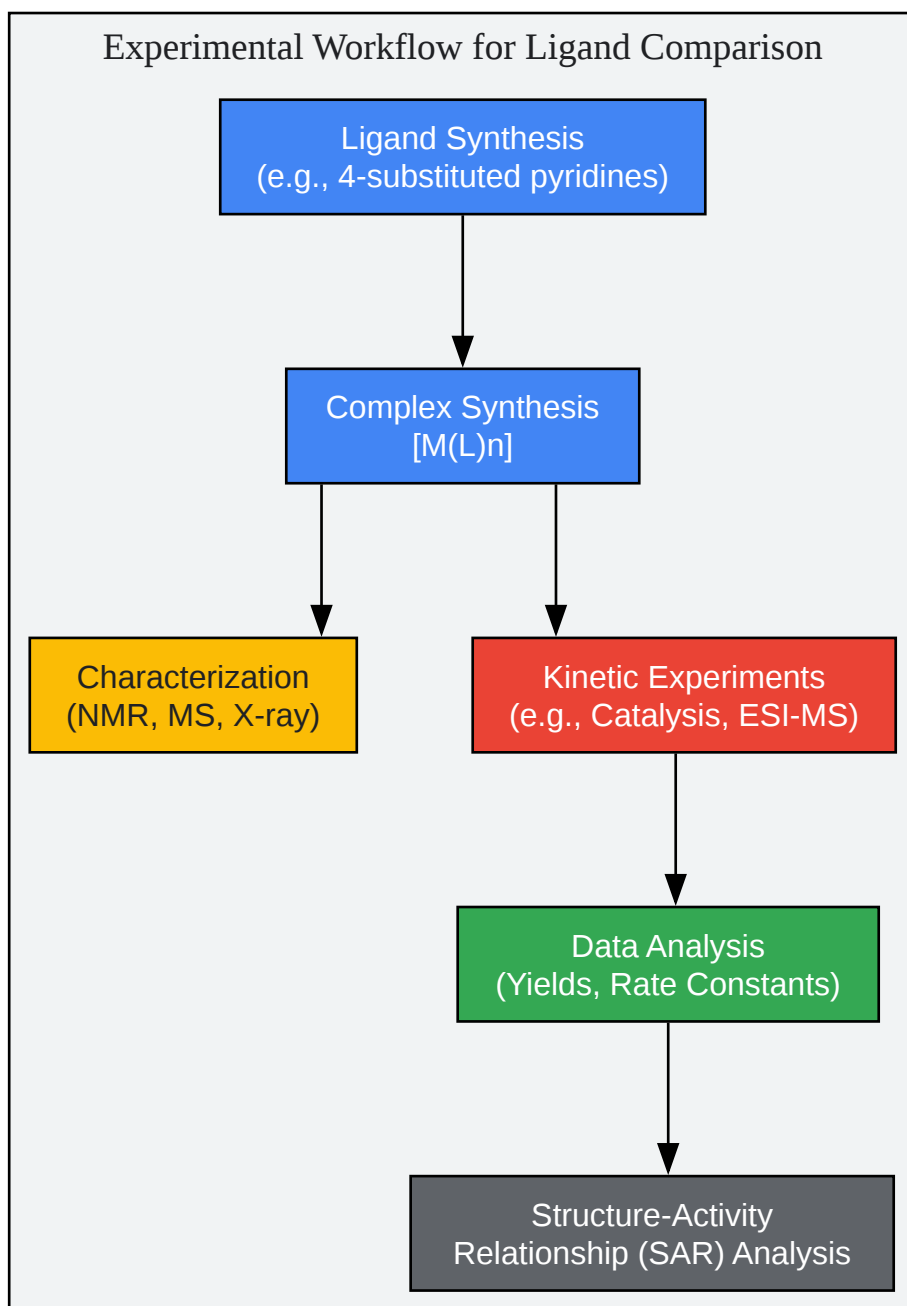 Experimental Workflow for Ligand Comparison
Ligand Synthesis
(e.g., 4-substituted pyridines)
Complex Synthesis
[M(L)n]
Characterization
(NMR, MS, X-ray)
Kinetic Experiments
(e.g., Catalysis, ESI-MS)
Data Analysis
(Yields, Rate Constants)
Structure-Activity
Relationship (SAR) Analysis